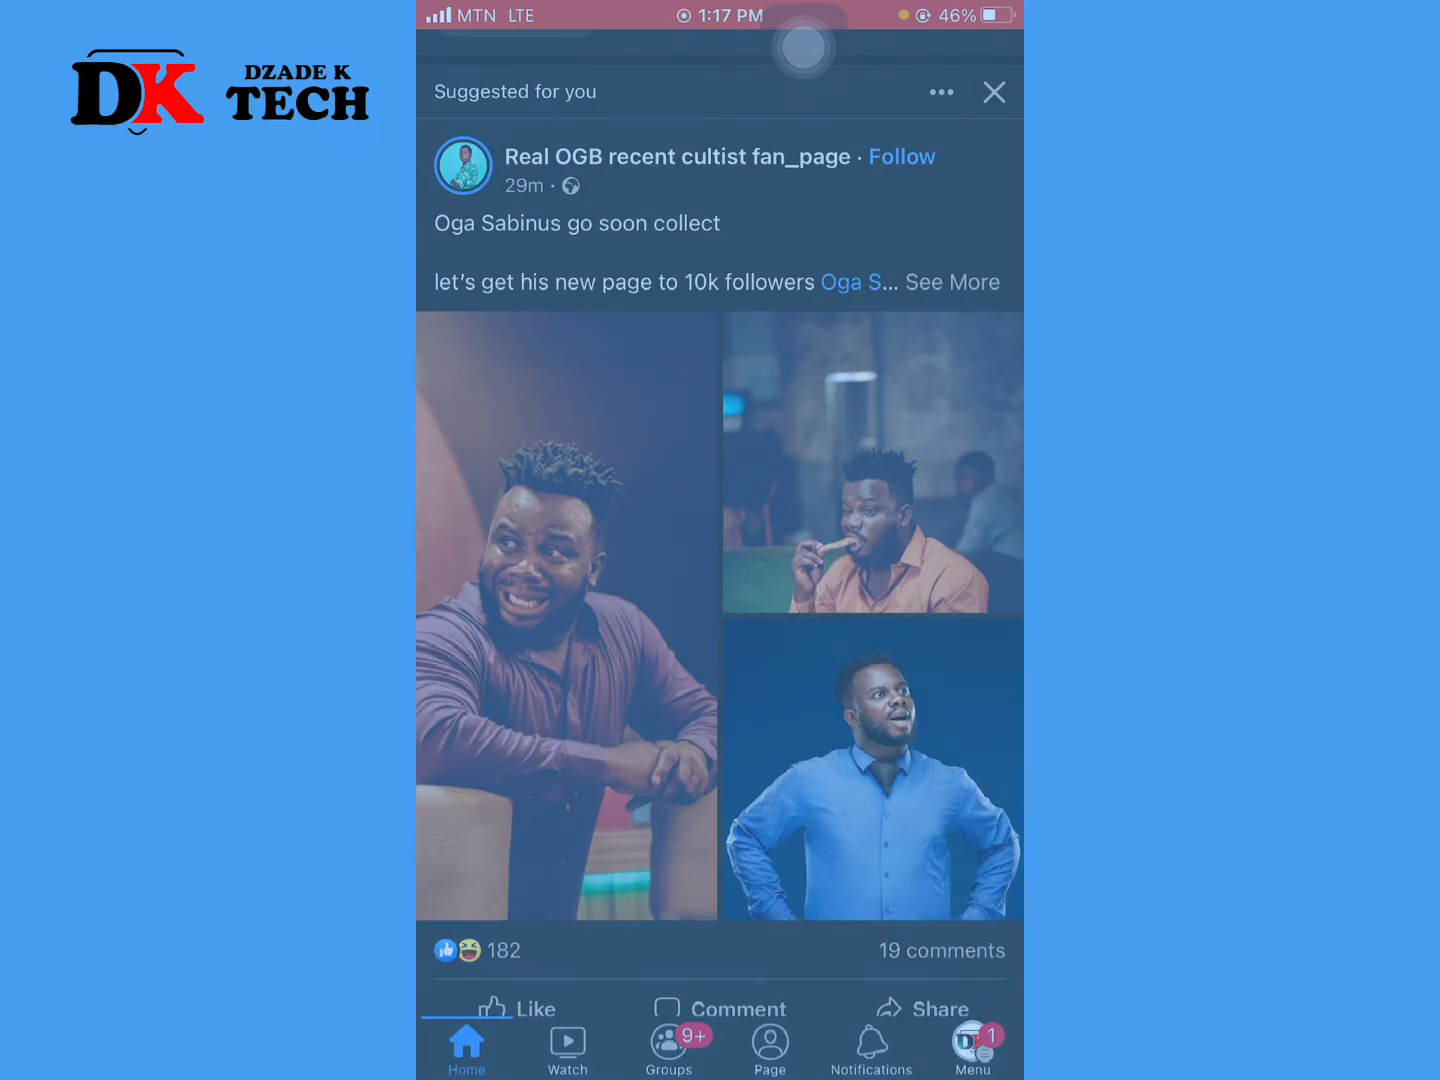 DK
DZADE K
TECH
MTN LTE
1:17 PM
46%
Suggested for you
Real OGB recent cultist fan_page · Follow
29m ·
Oga Sabinus go soon collect
let’s get his new page to 10k followers Oga S... See More
182
19 comments
Like
Comment
Share
9+
1
Home
Watch
Groups
Page
Notifications
Menu